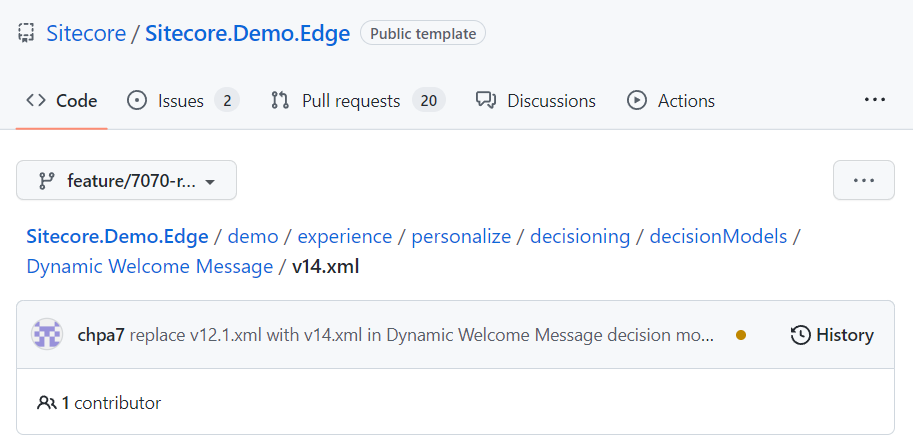 Sitecore / Sitecore.Demo.Edge Public template
Code Issues 2 Pull requests 20 Discussions Actions ...
feature/7070-r... ...
Sitecore.Demo.Edge / demo / experience / personalize / decisioning / decisionModels /
Dynamic Welcome Message / v14.xml
chpa7 replace v12.1.xml with v14.xml in Dynamic Welcome Message decision mo... History
1 contributor